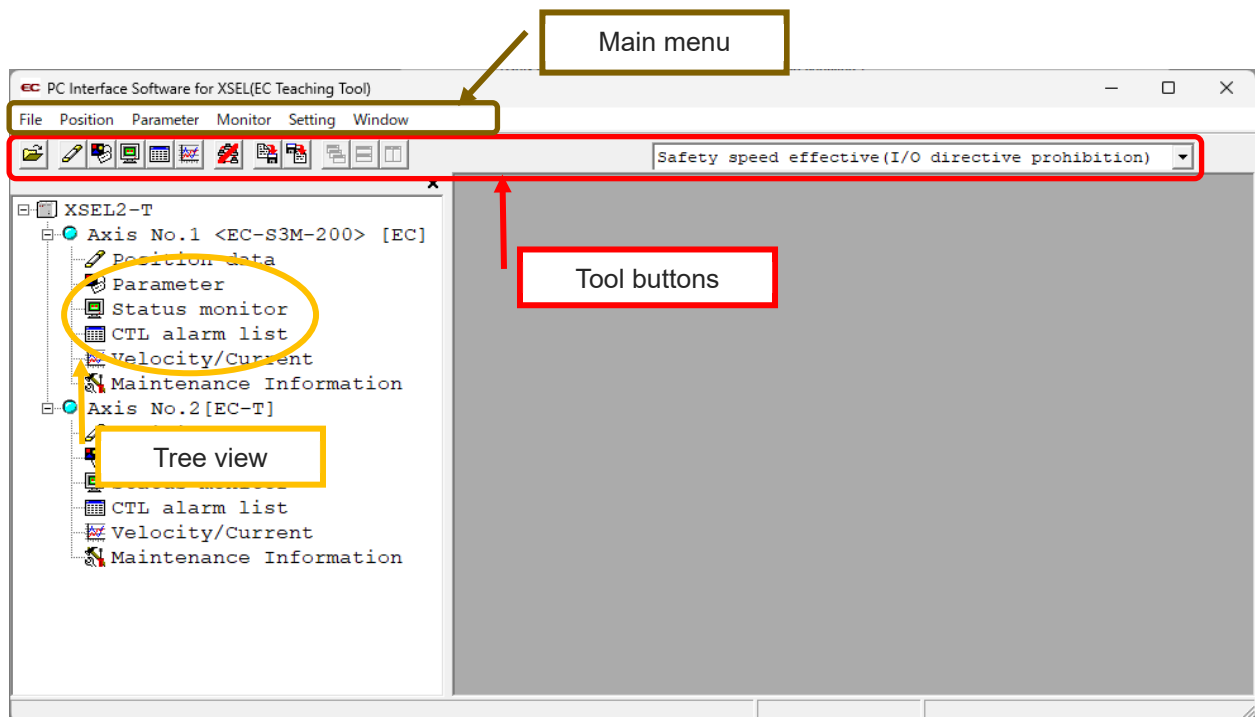 Main menu
EC PC Interface Software for XSEL(EC Teaching Tool)
File Position Parameter Monitor Setting Window
Safety speed effective(I/O directive prohibition)
XSEL2-T
Axis No.1 <EC-S3M-200> [EC]
Position data
Parameter
Status monitor
CTL alarm list
Velocity/Current
Maintenance Information
Tool buttons
Axis No.2[EC-T]
Tree view
Status monitor
CTL alarm list
Velocity/Current
Maintenance Information